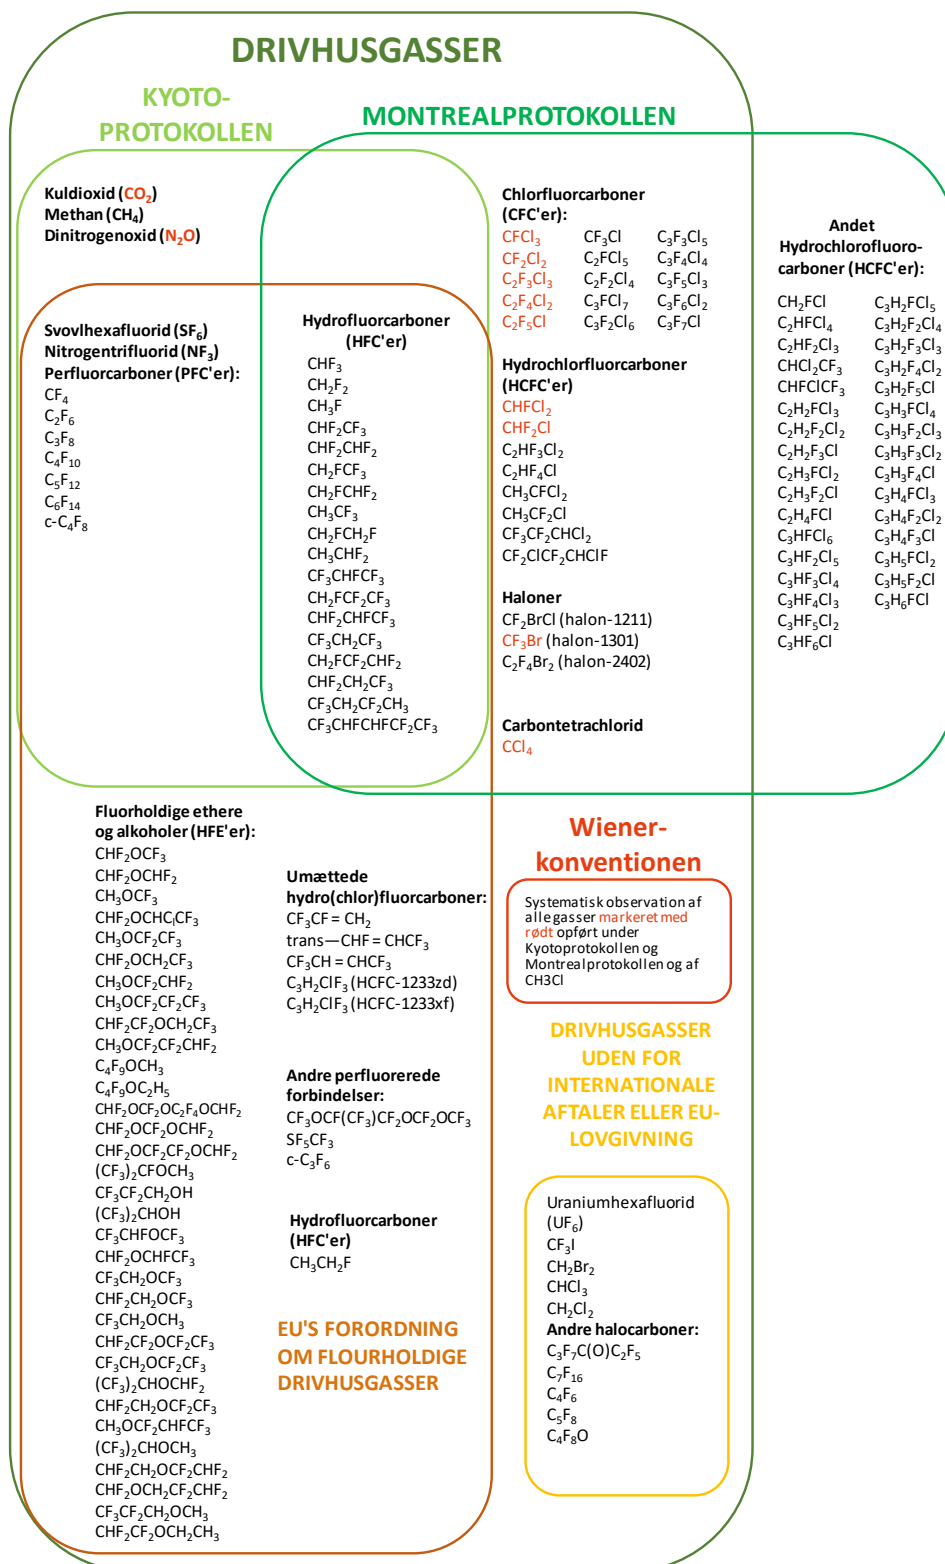 DRIVHUSGASSER
KYOTO-
PROTOKOLLEN
MONTREALPROTOKOLLEN
Kuldioxid (CO₂)
Methan (CH₄)
Dinitrogenoxid (N₂O)
Svovlhexafluorid (SF₆)
Nitrogentrifluorid (NF₃)
Perfluorcarboner (PFC'er):
CF₄
C₂F₆
C₃F₈
C₄F₁₀
C₅F₁₂
C₆F₁₄
c-C₄F₈
Hydrofluorcarboner
(HFC'er)
CHF₃
CH₂F₂
CH₃F
CHF₂CF₃
CHF₂CHF₂
CH₂FCF₃
CH₂FCHF₂
CH₃CF₃
CH₂FCH₂F
CH₃CHF₂
CF₃CHFCF₃
CH₂FCF₂CF₃
CHF₂CHFCF₃
CF₃CH₂CF₃
CH₂FCF₂CHF₂
CHF₂CH₂CF₃
CF₃CH₂CF₂CH₃
CF₃CHFCHFCF₂CF₃
Chlorfluorcarboner
(CFC'er):
CFCl₃ CF₃Cl C₃F₃Cl₅
CF₂Cl₂ C₂FCl₅ C₃F₄Cl₄
C₂F₃Cl₃ C₂F₂Cl₄ C₃F₅Cl₃
C₂F₄Cl₂ C₃FCl₇ C₃F₆Cl₂
C₂F₅Cl C₃F₂Cl₆ C₃F₇Cl
Hydrochlorfluorcarboner
(HCFC'er)
CHFCl₂
CHF₂Cl
C₂HF₃Cl₂
C₂HF₄Cl
CH₃CFCl₂
CH₃CF₂Cl
CF₃CF₂CHCl₂
CF₂ClCF₂CHClF
Haloner
CF₂BrCl (halon-1211)
CF₃Br (halon-1301)
C₂F₄Br₂ (halon-2402)
Carbontetrachlorid
CCl₄
Andet
Hydrochlorofluoro-
carboner (HCFC'er):
CH₂FCl C₃H₂FCl₅
C₂HFCl₄ C₃H₂F₂Cl₄
C₂HF₂Cl₃ C₃H₂F₃Cl₃
CHCl₂CF₃ C₃H₂F₄Cl₂
CHFClCF₃ C₃H₂F₅Cl
C₂H₂FCl₃ C₃H₃FCl₄
C₂H₂F₂Cl₂ C₃H₃F₂Cl₃
C₂H₂F₃Cl C₃H₃F₃Cl₂
C₂H₃FCl₂ C₃H₃F₄Cl
C₂H₃F₂Cl C₃H₄FCl₃
C₂H₄FCl C₃H₄F₂Cl₂
C₃HFCl₆ C₃H₄F₃Cl
C₃HF₂Cl₅ C₃H₅FCl₂
C₃HF₃Cl₄ C₃H₅F₂Cl
C₃HF₄Cl₃ C₃H₆FCl
C₃HF₅Cl₂
C₃HF₆Cl
Fluorholdige ethere
og alkoholer (HFE'er):
CHF₂OCF₃
CHF₂OCHF₂
CH₃OCF₃
CHF₂OCHCₗCF₃
CH₃OCF₂CF₃
CHF₂OCH₂CF₃
CH₃OCF₂CHF₂
CH₃OCF₂CF₂CF₃
CHF₂CF₂OCH₂CF₃
CH₃OCF₂CF₂CHF₂
C₄F₉OCH₃
C₄F₉OC₂H₅
CHF₂OCF₂OC₂F₄OCHF₂
CHF₂OCF₂OCHF₂
CHF₂OCF₂CF₂OCHF₂
(CF₃)₂CFOCH₃
CF₃CF₂CH₂OH
(CF₃)₂CHOH
CF₃CHFOCF₃
CHF₂OCHFCF₃
CF₃CH₂OCF₃
CHF₂CH₂OCF₃
CF₃CH₂OCH₃
CHF₂CF₂OCF₂CF₃
CF₃CH₂OCF₂CF₃
(CF₃)₂CHOCHF₂
CHF₂CH₂OCF₂CF₃
CH₃OCF₂CHFCF₃
(CF₃)₂CHOCH₃
CHF₂CH₂OCF₂CHF₂
CHF₂OCH₂CF₂CHF₂
CF₃CF₂CH₂OCH₃
CHF₂CF₂OCH₂CH₃
Umættede
hydro(chlor)fluorcarboner:
CF₃CF = CH₂
trans—CHF = CHCF₃
CF₃CH = CHCF₃
C₃H₂ClF₃ (HCFC-1233zd)
C₃H₂ClF₃ (HCFC-1233xf)
Andre perfluorerede
forbindelser:
CF₃OCF(CF₃)CF₂OCF₂OCF₃
SF₅CF₃
c-C₃F₆
Hydrofluorcarboner
(HFC'er)
CH₃CH₂F
EU'S FORORDNING
OM FLOURHOLDIGE
DRIVHUSGASSER
Wiener-
konventionen
Systematisk observation af
alle gasser markeret med
rødt opført under
Kyotoprotokollen og
Montrealprotokollen og af
CH3Cl
DRIVHUSGASSER
UDEN FOR
INTERNATIONALE
AFTALER ELLER EU-
LOVGIVNING
Uraniumhexafluorid
(UF₆)
CF₃I
CH₂Br₂
CHCl₃
CH₂Cl₂
Andre halocarboner:
C₃F₇C(O)C₂F₅
C₇F₁₆
C₄F₆
C₅F₈
C₄F₈O